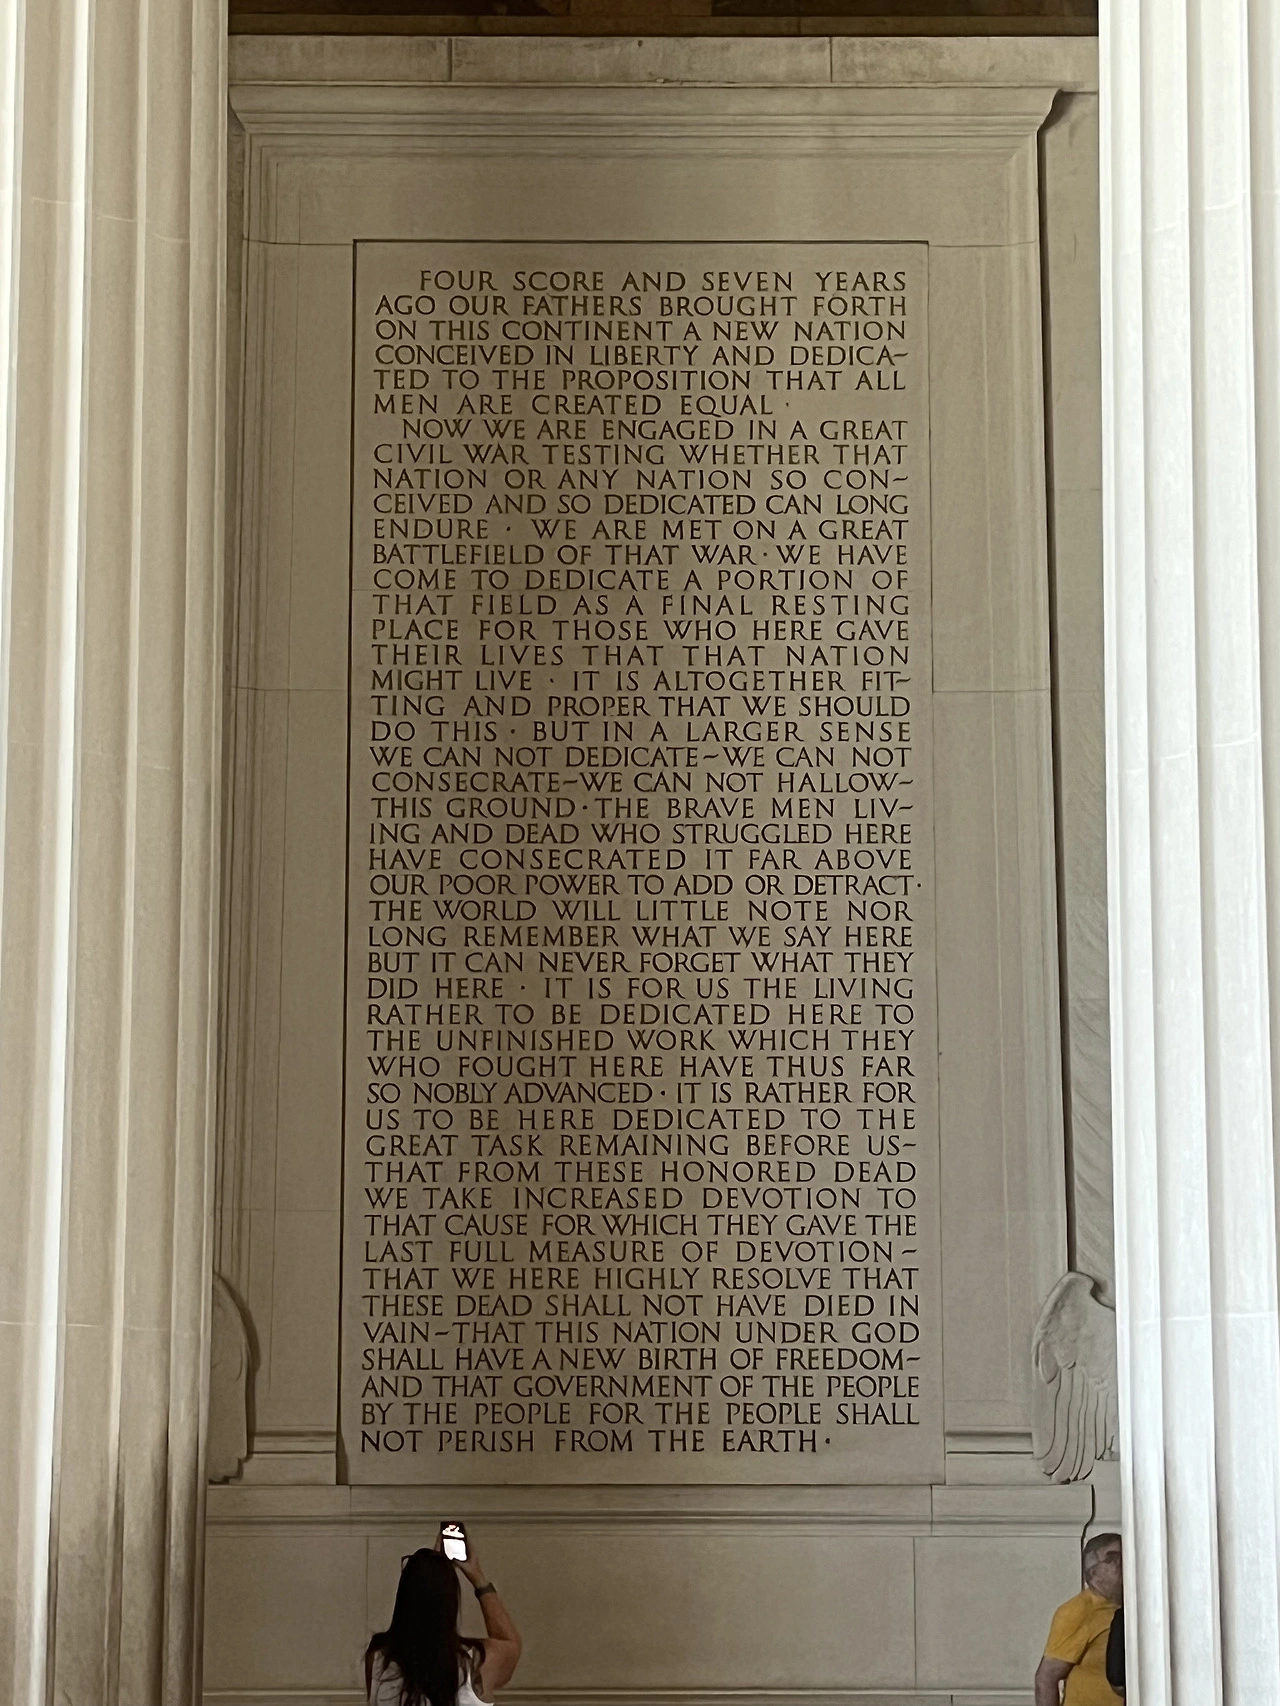 FOUR SCORE AND SEVEN YEARS
AGO OUR FATHERS BROUGHT FORTH
ON THIS CONTINENT A NEW NATION
CONCEIVED IN LIBERTY AND DEDICA~
TED TO THE PROPOSITION THAT ALL
MEN ARE CREATED EQUAL ·
NOW WE ARE ENGAGED IN A GREAT
CIVIL WAR TESTING WHETHER THAT
NATION OR ANY NATION SO CON~
CEIVED AND SO DEDICATED CAN LONG
ENDURE · WE ARE MET ON A GREAT
BATTLEFIELD OF THAT WAR · WE HAVE
COME TO DEDICATE A PORTION OF
THAT FIELD AS A FINAL RESTING
PLACE FOR THOSE WHO HERE GAVE
THEIR LIVES THAT THAT NATION
MIGHT LIVE · IT IS ALTOGETHER FIT~
TING AND PROPER THAT WE SHOULD
DO THIS · BUT IN A LARGER SENSE
WE CAN NOT DEDICATE~WE CAN NOT
CONSECRATE~WE CAN NOT HALLOW~
THIS GROUND · THE BRAVE MEN LIV~
ING AND DEAD WHO STRUGGLED HERE
HAVE CONSECRATED IT FAR ABOVE
OUR POOR POWER TO ADD OR DETRACT ·
THE WORLD WILL LITTLE NOTE NOR
LONG REMEMBER WHAT WE SAY HERE
BUT IT CAN NEVER FORGET WHAT THEY
DID HERE · IT IS FOR US THE LIVING
RATHER TO BE DEDICATED HERE TO
THE UNFINISHED WORK WHICH THEY
WHO FOUGHT HERE HAVE THUS FAR
SO NOBLY ADVANCED · IT IS RATHER FOR
US TO BE HERE DEDICATED TO THE
GREAT TASK REMAINING BEFORE US~
THAT FROM THESE HONORED DEAD
WE TAKE INCREASED DEVOTION TO
THAT CAUSE FOR WHICH THEY GAVE THE
LAST FULL MEASURE OF DEVOTION ~
THAT WE HERE HIGHLY RESOLVE THAT
THESE DEAD SHALL NOT HAVE DIED IN
VAIN~THAT THIS NATION UNDER GOD
SHALL HAVE A NEW BIRTH OF FREEDOM~
AND THAT GOVERNMENT OF THE PEOPLE
BY THE PEOPLE FOR THE PEOPLE SHALL
NOT PERISH FROM THE EARTH ·